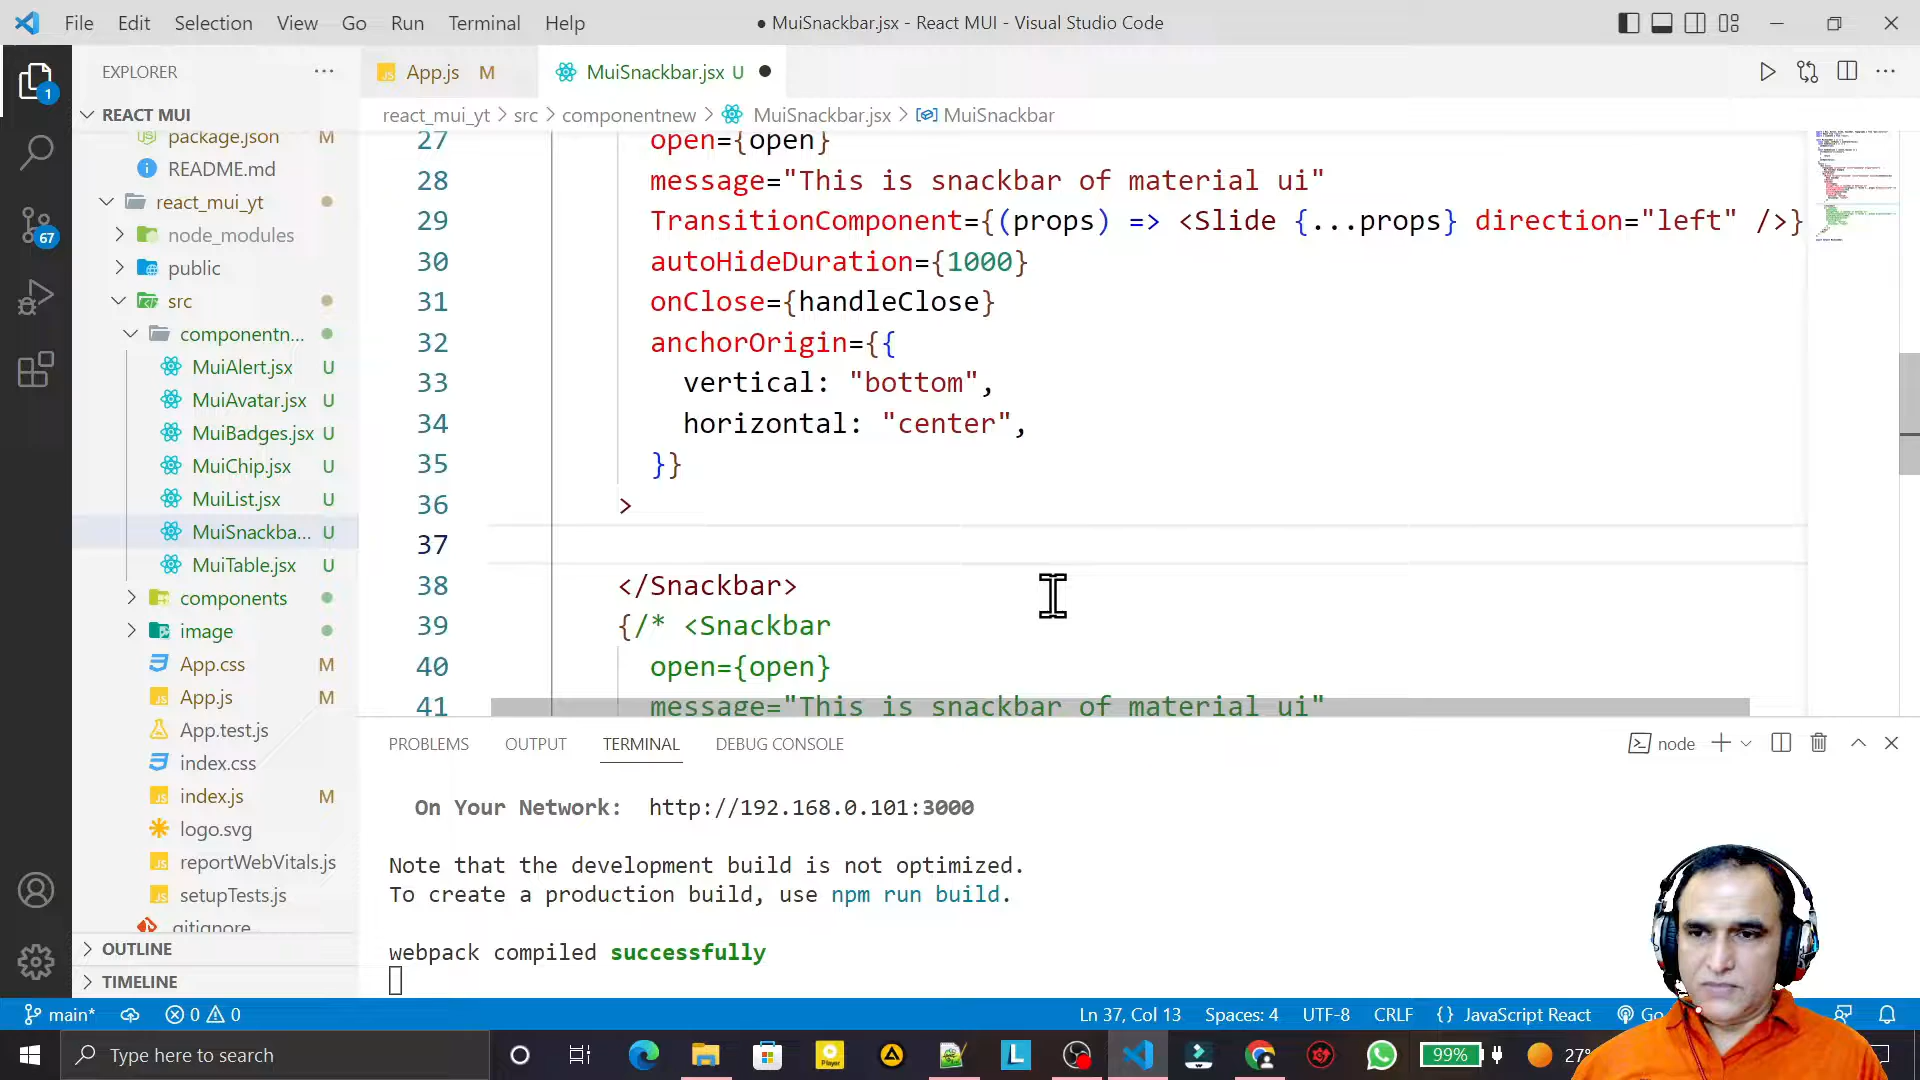 File Edit Selection View Go Run Terminal Help
● MuiSnackbar.jsx - React MUI - Visual Studio Code
EXPLORER
App.js M
MuiSnackbar.jsx U
REACT MUI
react_mui_yt > src > componentnew > MuiSnackbar.jsx > MuiSnackbar
1
67
package.json M
README.md
react_mui_yt
node_modules
public
src
componentn...
MuiAlert.jsx U
MuiAvatar.jsx U
MuiBadges.jsx U
MuiChip.jsx U
MuiList.jsx U
MuiSnackba... U
MuiTable.jsx U
components
image
App.css M
App.js M
App.test.js
index.css
index.js M
logo.svg
reportWebVitals.js
setupTests.js
.gitignore
OUTLINE
TIMELINE
27 open={open}
28 message="This is snackbar of material ui"
29 TransitionComponent={(props) => <Slide {...props} direction="left" />}
30 autoHideDuration={1000}
31 onClose={handleClose}
32 anchorOrigin={{
33 vertical: "bottom",
34 horizontal: "center",
35 }}
36 >
37
38 </Snackbar>
39 {/* <Snackbar
40 open={open}
41 message="This is snackbar of material ui"
PROBLEMS OUTPUT TERMINAL DEBUG CONSOLE
node
On Your Network: http://192.168.0.101:3000
Note that the development build is not optimized.
To create a production build, use npm run build.
webpack compiled successfully
main* 0 0
Ln 37, Col 13 Spaces: 4 UTF-8 CRLF {} JavaScript React Go
Type here to search
Player
L
99%
27°